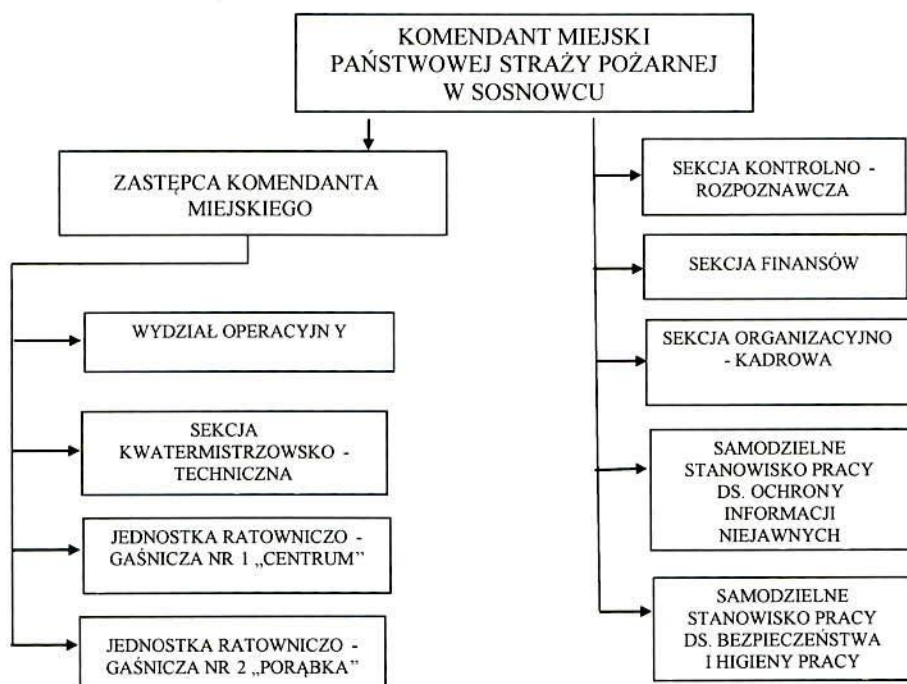 KOMENDANT MIEJSKI
PAŃSTWOWEJ STRAŻY POŻARNEJ
W SOSNOWCU
ZASTĘPCA KOMENDANTA
MIEJSKIEGO
WYDZIAŁ OPERACYJN Y
SEKCJA
KWATERMISTRZOWSKO -
TECHNICZNA
JEDNOSTKA RATOWNICZO -
GAŚNICZA NR 1 „CENTRUM”
JEDNOSTKA RATOWNICZO -
GAŚNICZA NR 2 „PORĄBKA”
SEKCJA KONTROLNO -
ROZPOZNAWCZA
SEKCJA FINANSÓW
SEKCJA ORGANIZACYJNO
- KADROWA
SAMODZIELNE
STANOWISKO PRACY
DS. OCHRONY
INFORMACJI
NIEJAWNYCH
SAMODZIELNE
STANOWISKO PRACY
DS. BEZPIECZEŃSTWA
I HIGIENY PRACY